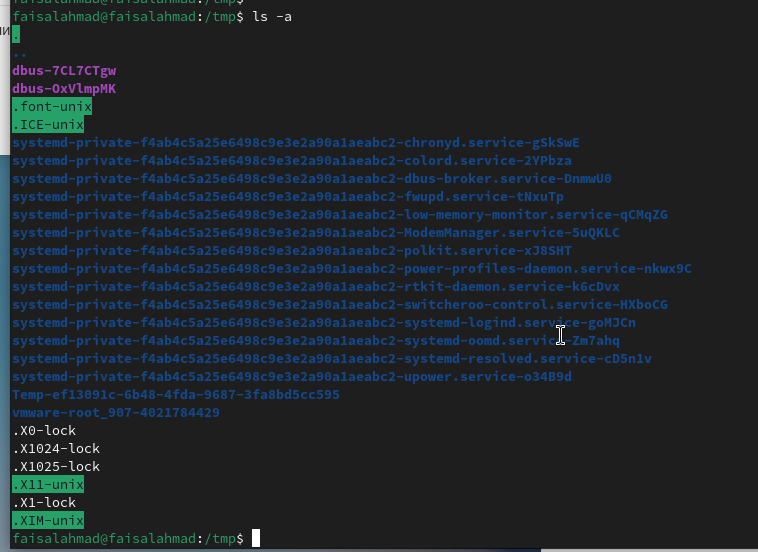 faisalahmad@faisalahmad:/tmp$ ls -a
.
..
dbus-7CL7CTgw
dbus-OxVlmpMK
.font-unix
.ICE-unix
systemd-private-f4ab4c5a25e6498c9e3e2a90a1aeabc2-chronyd.service-gSkSwE
systemd-private-f4ab4c5a25e6498c9e3e2a90a1aeabc2-colord.service-2YPbza
systemd-private-f4ab4c5a25e6498c9e3e2a90a1aeabc2-dbus-broker.service-DnmwU0
systemd-private-f4ab4c5a25e6498c9e3e2a90a1aeabc2-fwupd.service-tNxuTp
systemd-private-f4ab4c5a25e6498c9e3e2a90a1aeabc2-low-memory-monitor.service-qCMqZG
systemd-private-f4ab4c5a25e6498c9e3e2a90a1aeabc2-ModemManager.service-5uQKLC
systemd-private-f4ab4c5a25e6498c9e3e2a90a1aeabc2-polkit.service-xJ8SHT
systemd-private-f4ab4c5a25e6498c9e3e2a90a1aeabc2-power-profiles-daemon.service-nkwx9C
systemd-private-f4ab4c5a25e6498c9e3e2a90a1aeabc2-rtkit-daemon.service-k6cDvx
systemd-private-f4ab4c5a25e6498c9e3e2a90a1aeabc2-switcheroo-control.service-HXboCG
systemd-private-f4ab4c5a25e6498c9e3e2a90a1aeabc2-systemd-logind.service-goMJCn
systemd-private-f4ab4c5a25e6498c9e3e2a90a1aeabc2-systemd-oomd.service-Zm7ahq
systemd-private-f4ab4c5a25e6498c9e3e2a90a1aeabc2-systemd-resolved.service-cD5n1v
systemd-private-f4ab4c5a25e6498c9e3e2a90a1aeabc2-upower.service-o34B9d
Temp-ef13091c-6b48-4fda-9687-3fa8bd5cc595
vmware-root_907-4021784429
.X0-lock
.X1024-lock
.X1025-lock
.X11-unix
.X1-lock
.XIM-unix
faisalahmad@faisalahmad:/tmp$